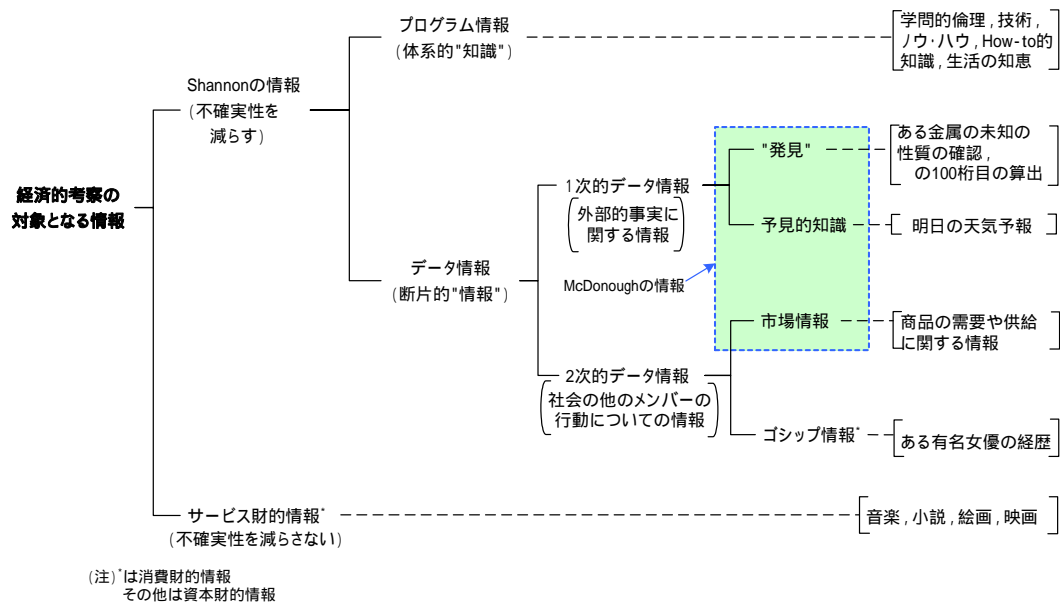 プログラム情報
(体系的"知識")
学問的倫理,技術,
ノウ・ハウ,How-to的
知識,生活の知恵
Shannonの情報
(不確実性を
減らす)
"発見"
ある金属の未知の
性質の確認,
の100桁目の算出
経済的考察の
対象となる情報
1次的データ情報
外部的事実に
関する情報
予見的知識
明日の天気予報
データ情報
(断片的"情報")
McDonoughの情報
市場情報
商品の需要や供給
に関する情報
2次的データ情報
社会の他のメンバーの
行動についての情報
ゴシップ情報*
ある有名女優の経歴
サービス財的情報*
(不確実性を減らさない)
音楽,小説,絵画,映画
(注)*は消費財的情報
その他は資本財的情報